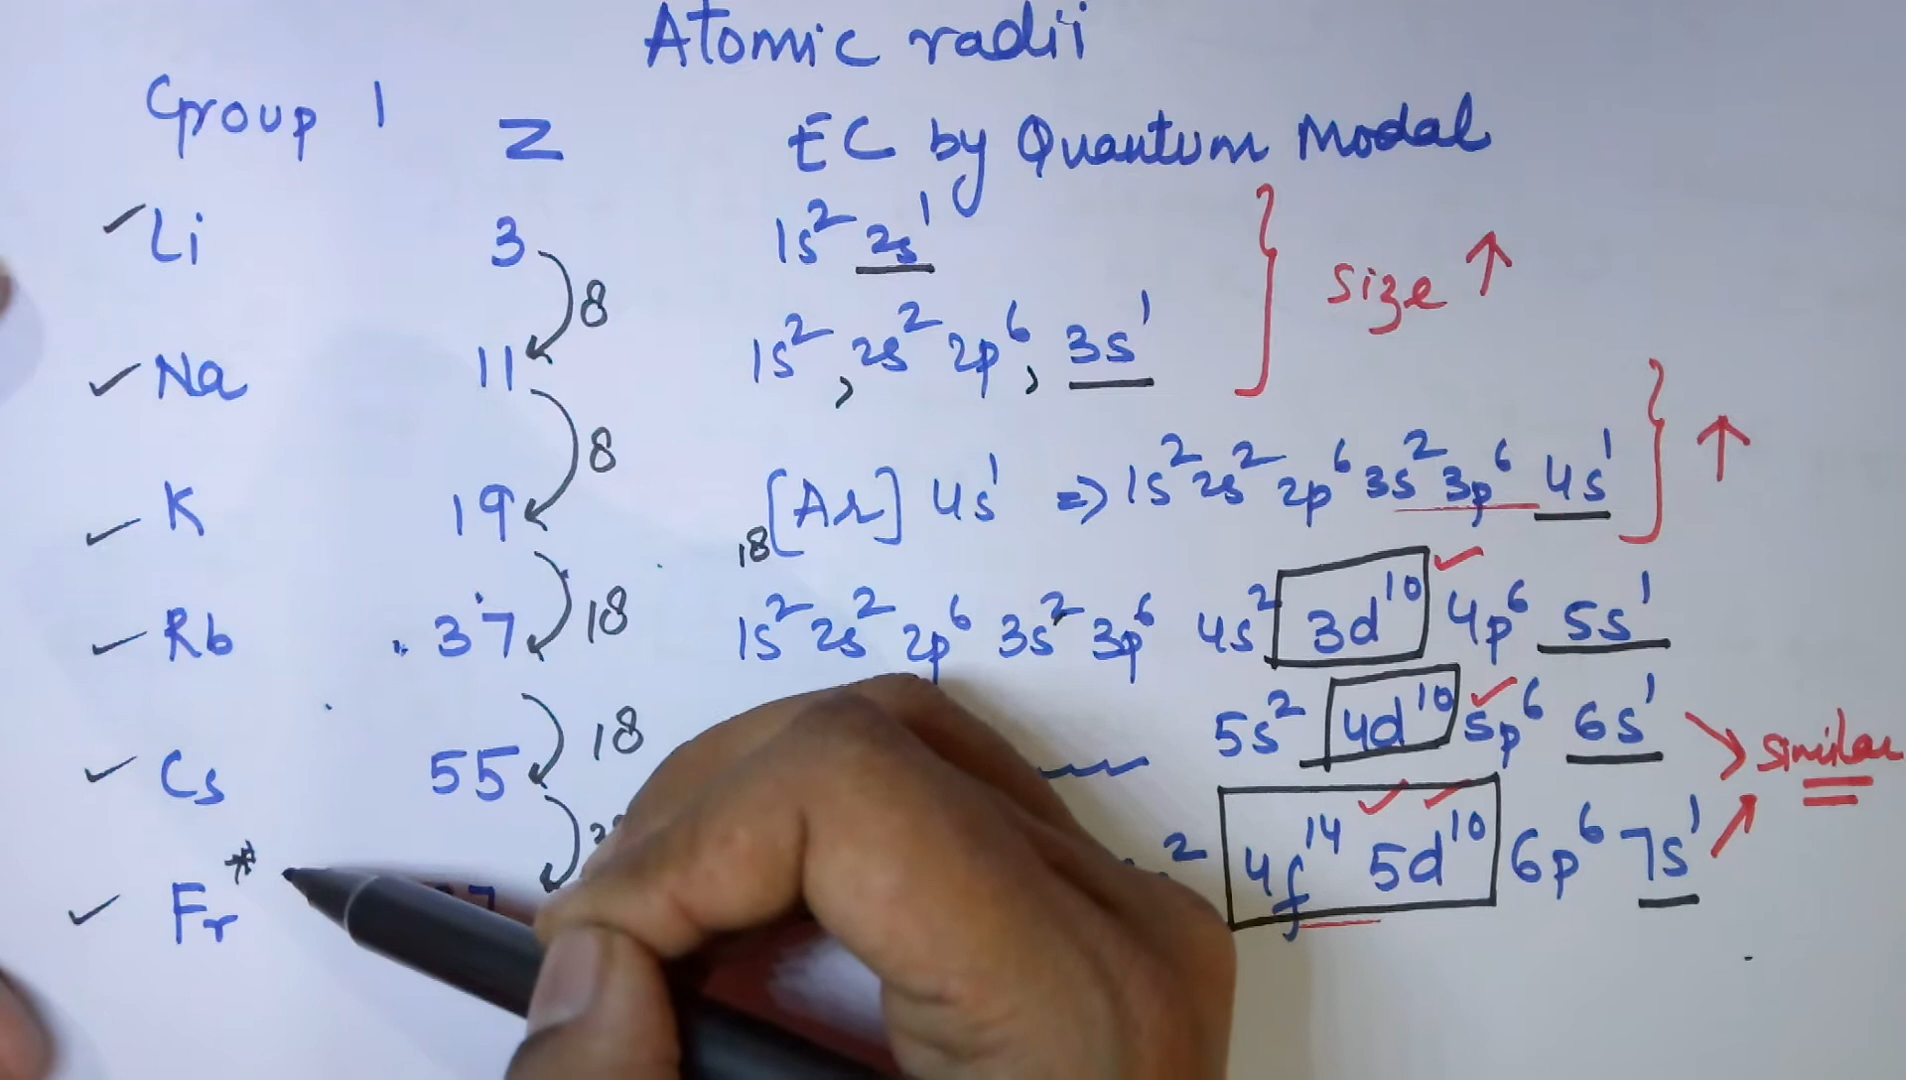 Atomic radii
Group 1 Z EC by Quantum Modal
Li 3 1s² 2s¹ size ↑
8
Na 11 1s², 2s² 2p⁶, 3s¹
8
K 19 18[Ar] 4s¹ => 1s² 2s² 2p⁶ 3s² 3p⁶ 4s¹ ↑
18
Rb 37 1s² 2s² 2p⁶ 3s² 3p⁶ 4s² 3d¹⁰ 4p⁶ 5s¹
18
Cs 55 5s² 4d¹⁰ 5p⁶ 6s¹ similar
Fr* 7 ² 4f¹⁴ 5d¹⁰ 6p⁶ 7s¹